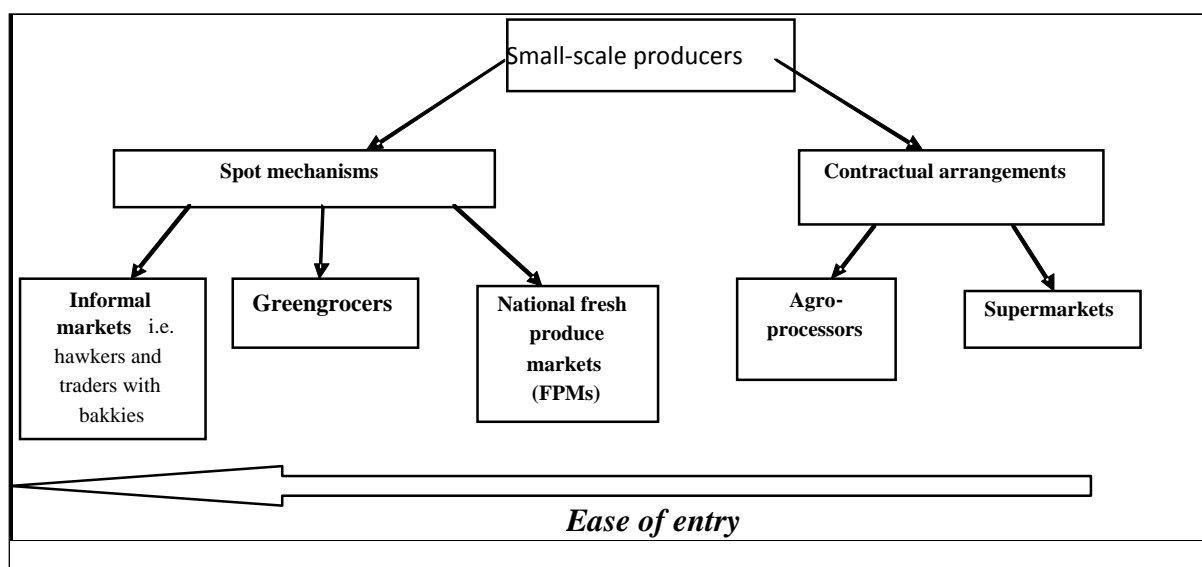 Small-scale producers
Spot mechanisms
Contractual arrangements
Informal
markets i.e.
hawkers and
traders with
bakkies
Greengrocers
National fresh
produce
markets
(FPMs)
Agro-
processors
Supermarkets
Ease of entry